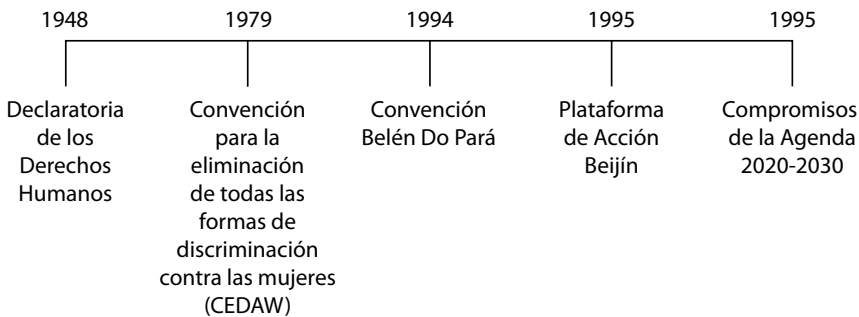 1948
1979
1994
1995
1995
Declaratoria
de los
Derechos
Humanos
Convención
para la
eliminación
de todas las
formas de
discriminación
contra las mujeres
(CEDAW)
Convención
Belén Do Pará
Plataforma
de Acción
Beijín
Compromisos
de la Agenda
2020-2030